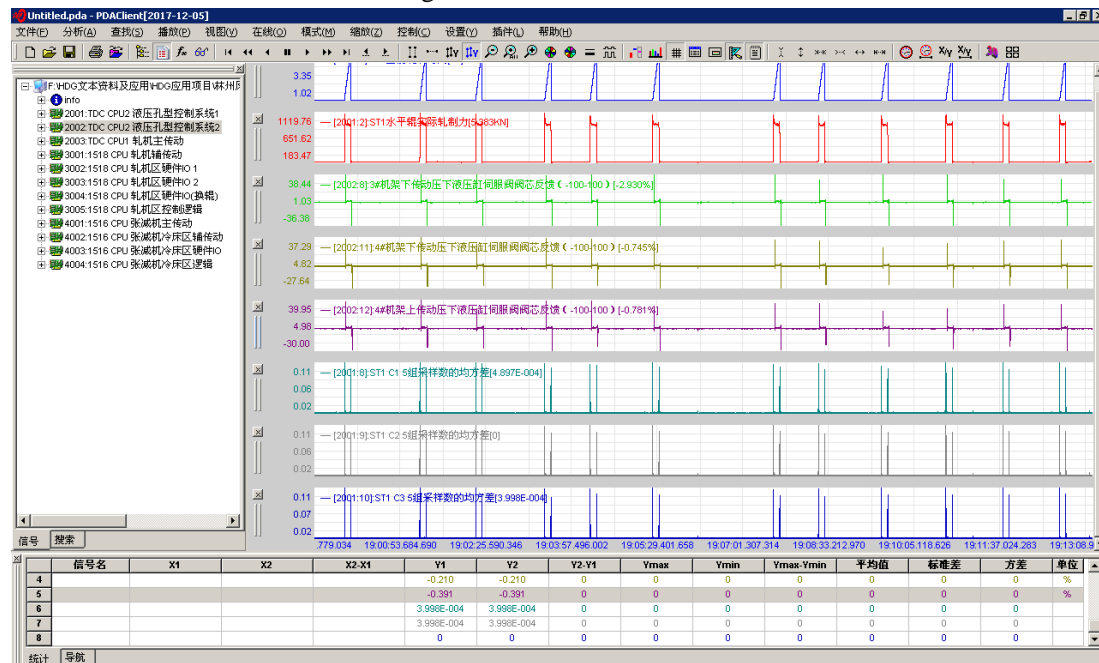 Untitled.pda - PDAClient[2017-12-05]
文件(F) 分析(A) 查找(S) 播放(P) 视图(V) 在线(O) 模式(M) 缩放(Z) 控制(C) 设置(Y) 插件(L) 帮助(H)
F:\HDG文本资料及应用\HDG应用项目\林州
info
2001:TDC CPU2 液压孔型控制系统1
2002:TDC CPU2 液压孔型控制系统2
2003:TDC CPU1 轧机主传动
3001:1518 CPU 轧机辅传动
3002:1518 CPU 轧机区硬件IO 1
3003:1518 CPU 轧机区硬件IO 2
3004:1518 CPU 轧机区硬件IO(换辊)
3005:1518 CPU 轧机区控制逻辑
4001:1516 CPU 张减机主传动
4002:1516 CPU 张减机冷床区辅传动
4003:1516 CPU 张减机冷床区硬件IO
4004:1516 CPU 张减机冷床区逻辑
信号 搜索
3.35
1.02
1119.76 — [2001:2]:ST1水平辊实际轧制力[5.383KN]
651.62
183.47
38.44 — [2002:8]:3#机架下传动压下液压缸伺服阀阀芯反馈（-100-100）[-2.930%]
1.03
-36.38
37.29 — [2002:11]:4#机架下传动压下液压缸伺服阀阀芯反馈（-100-100）[-0.745%]
4.82
-27.64
39.95 — [2002:12]:4#机架上传动压下液压缸伺服阀阀芯反馈（-100-100）[-0.781%]
4.98
-30.00
0.11 — [2001:8]:ST1 C1 5组采样数的均方差[4.897E-004]
0.06
0.02
0.11 — [2001:9]:ST1 C2 5组采样数的均方差[0]
0.06
0.02
0.11 — [2001:10]:ST1 C3 5组采样数的均方差[3.998E-004]
0.07
0.02
.779.034 19:00:53.684.690 19:02:25.590.346 19:03:57.496.002 19:05:29.401.658 19:07:01.307.314 19:08:33.212.970 19:10:05.118.626 19:11:37.024.283 19:13:08.9
信号名 X1 X2 X2-X1 Y1 Y2 Y2-Y1 Ymax Ymin Ymax-Ymin 平均值 标准差 方差 单位
4 -0.210 -0.210 0 0 0 0 0 0 0 %
5 -0.391 -0.391 0 0 0 0 0 0 0 %
6 3.998E-004 3.998E-004 0 0 0 0 0 0 0
7 3.998E-004 3.998E-004 0 0 0 0 0 0 0
8 0 0 0 0 0 0 0 0 0
统计 导航